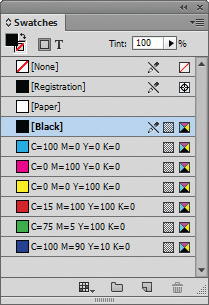 Swatches
T Tint: 100 %
[None]
[Registration]
[Paper]
[Black]
C=100 M=0 Y=0 K=0
C=0 M=100 Y=0 K=0
C=0 M=0 Y=100 K=0
C=15 M=100 Y=100 K=0
C=75 M=5 Y=100 K=0
C=100 M=90 Y=10 K=0